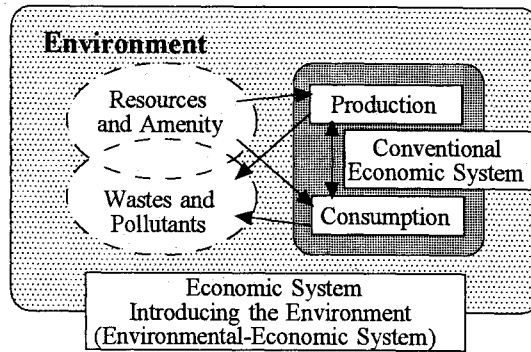 Environment
Resources
and Amenity
Production
Conventional
Economic System
Wastes and
Pollutants
Consumption
Economic System
Introducing the Environment
(Environmental-Economic System)